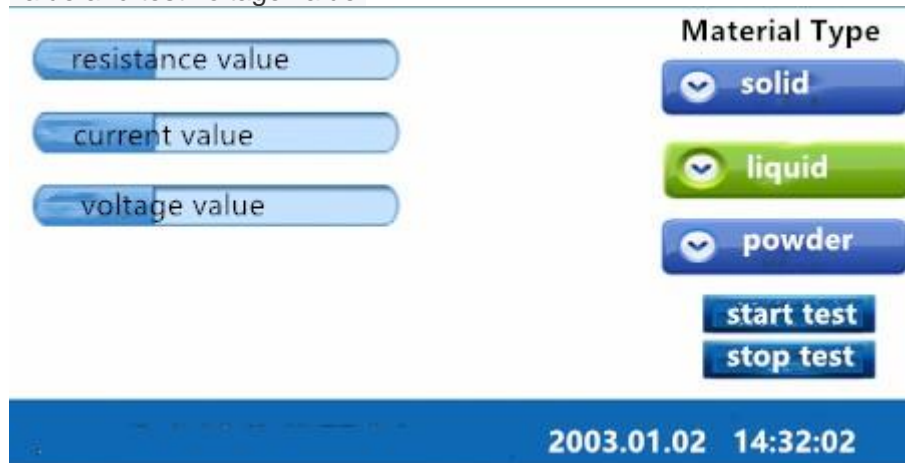 resistance value
current value
voltage value
Material Type
solid
liquid
powder
start test
stop test
2003.01.02 14:32:02